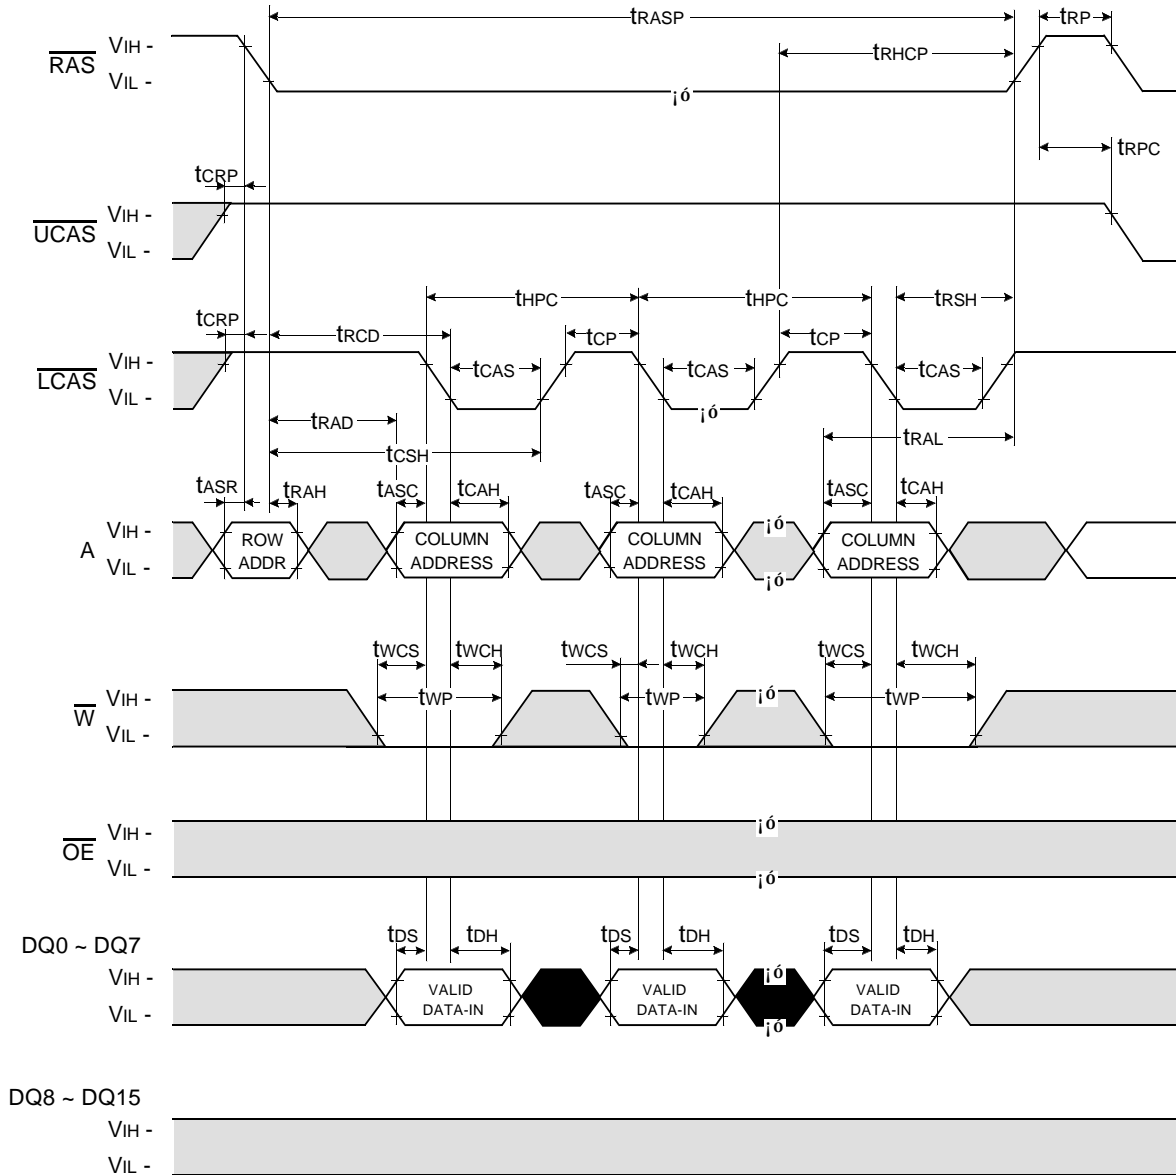 tRASP
tRP
RAS
VIH -
VIL -
tRHCP
¡ó
tRPC
tCRP
UCAS
VIH -
VIL -
tHPC
tHPC
tRSH
tCRP
tRCD
tCP
tCP
LCAS
VIH -
VIL -
tCAS
tCAS
tCAS
¡ó
tRAD
tCSH
tRAL
tASR
tRAH
tASC
tCAH
tASC
tCAH
tASC
tCAH
A
VIH -
VIL -
ROW
ADDR
COLUMN
ADDRESS
COLUMN
ADDRESS
¡ó
¡ó
COLUMN
ADDRESS
tWCS
tWCH
tWCS
tWCH
tWCS
tWCH
tWP
tWP
tWP
W
VIH -
VIL -
¡ó
OE
VIH -
VIL -
¡ó
¡ó
DQ0 ~ DQ7
tDS
tDH
tDS
tDH
tDS
tDH
VIH -
VIL -
VALID
DATA-IN
VALID
DATA-IN
¡ó
¡ó
VALID
DATA-IN
DQ8 ~ DQ15
VIH -
VIL -